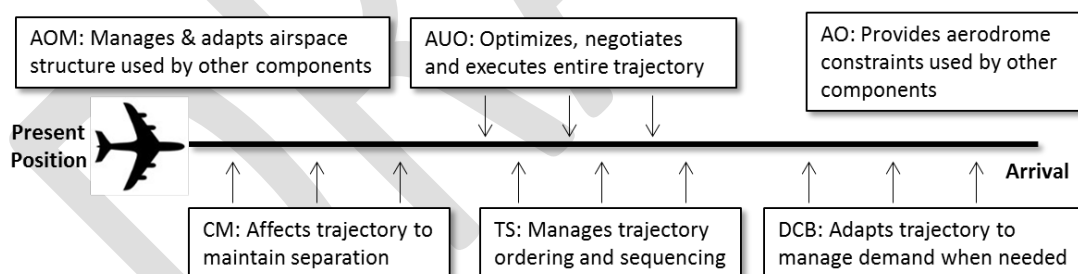 AOM: Manages & adapts airspace
structure used by other components
AUO: Optimizes, negotiates
and executes entire trajectory
AO: Provides aerodrome
constraints used by other
components
Present
Position
Arrival
CM: Affects trajectory to
maintain separation
TS: Manages trajectory
ordering and sequencing
DCB: Adapts trajectory to
manage demand when needed